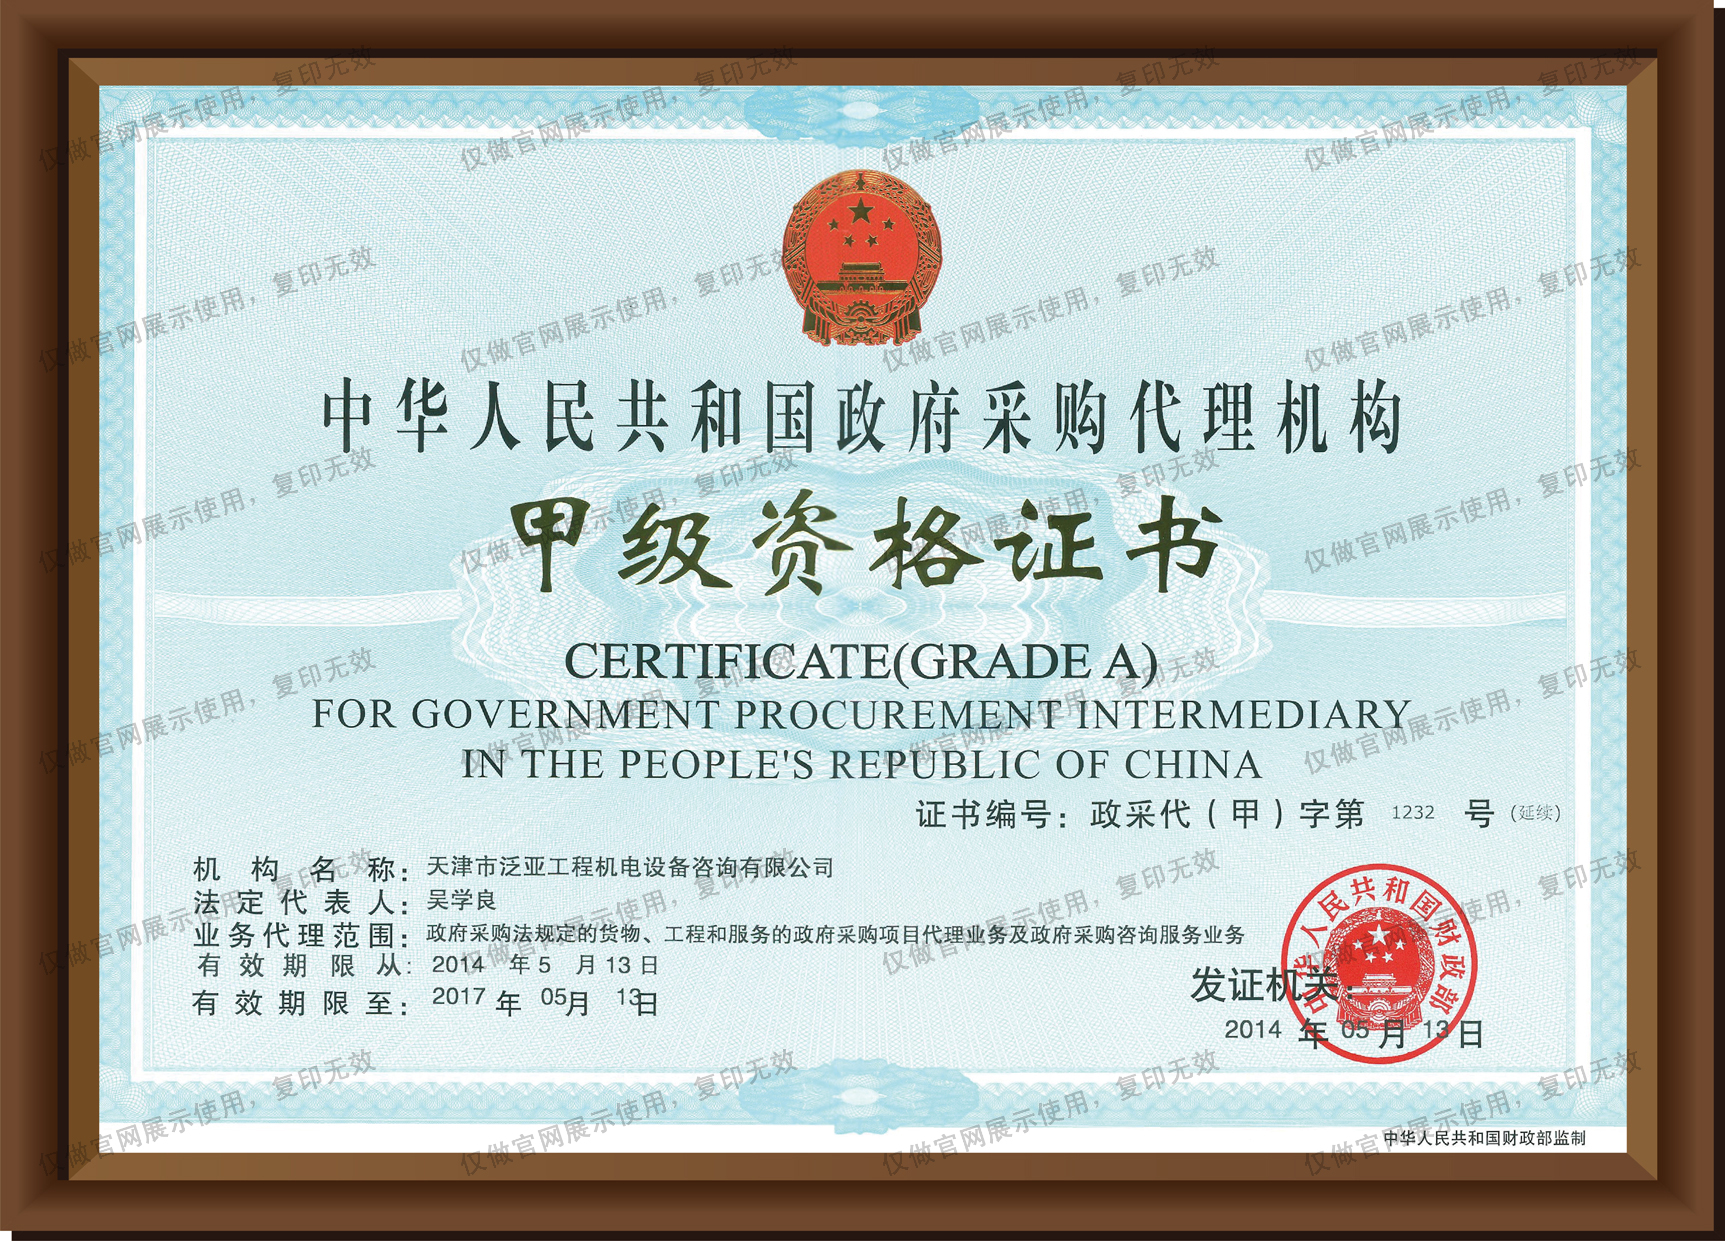 中华人民共和国政府采购代理机构
甲级资格证书
CERTIFICATE(GRADE A)
FOR GOVERNMENT PROCUREMENT INTERMEDIARY
IN THE PEOPLE'S REPUBLIC OF CHINA
证书编号：政采代（甲）字第 1232 号（延续）
机构名称：天津市泛亚工程机电设备咨询有限公司
法定代表人：吴学良
业务代理范围：政府采购法规定的货物、工程和服务的政府采购项目代理业务及政府采购咨询服务业务
有效期限从：2014 年 5 月 13 日
有效期限至：2017 年 05月 13日
中华人民共和国财政部
发证机关：
2014 年 05 月 13 日
中华人民共和国财政部监制
仅做官网展示使用，复印无效